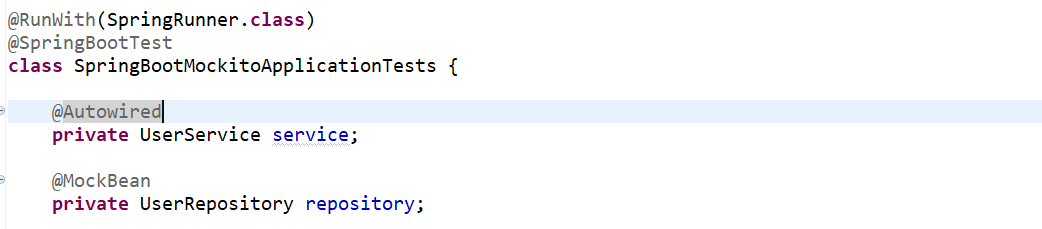 @RunWith(SpringRunner.class)
@SpringBootTest
class SpringBootMockitoApplicationTests {
@Autowired
private UserService service;
@MockBean
private UserRepository repository;